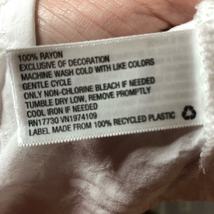 100% RAYON
EXCLUSIVE OF DECORATION
MACHINE WASH COLD WITH LIKE COLORS
GENTLE CYCLE
ONLY NON-CHLORINE BLEACH IF NEEDED
TUMBLE DRY LOW, REMOVE PROMPTLY
COOL IRON IF NEEDED
RN17730 VN1974109
LABEL MADE FROM 100% RECYCLED PLASTIC